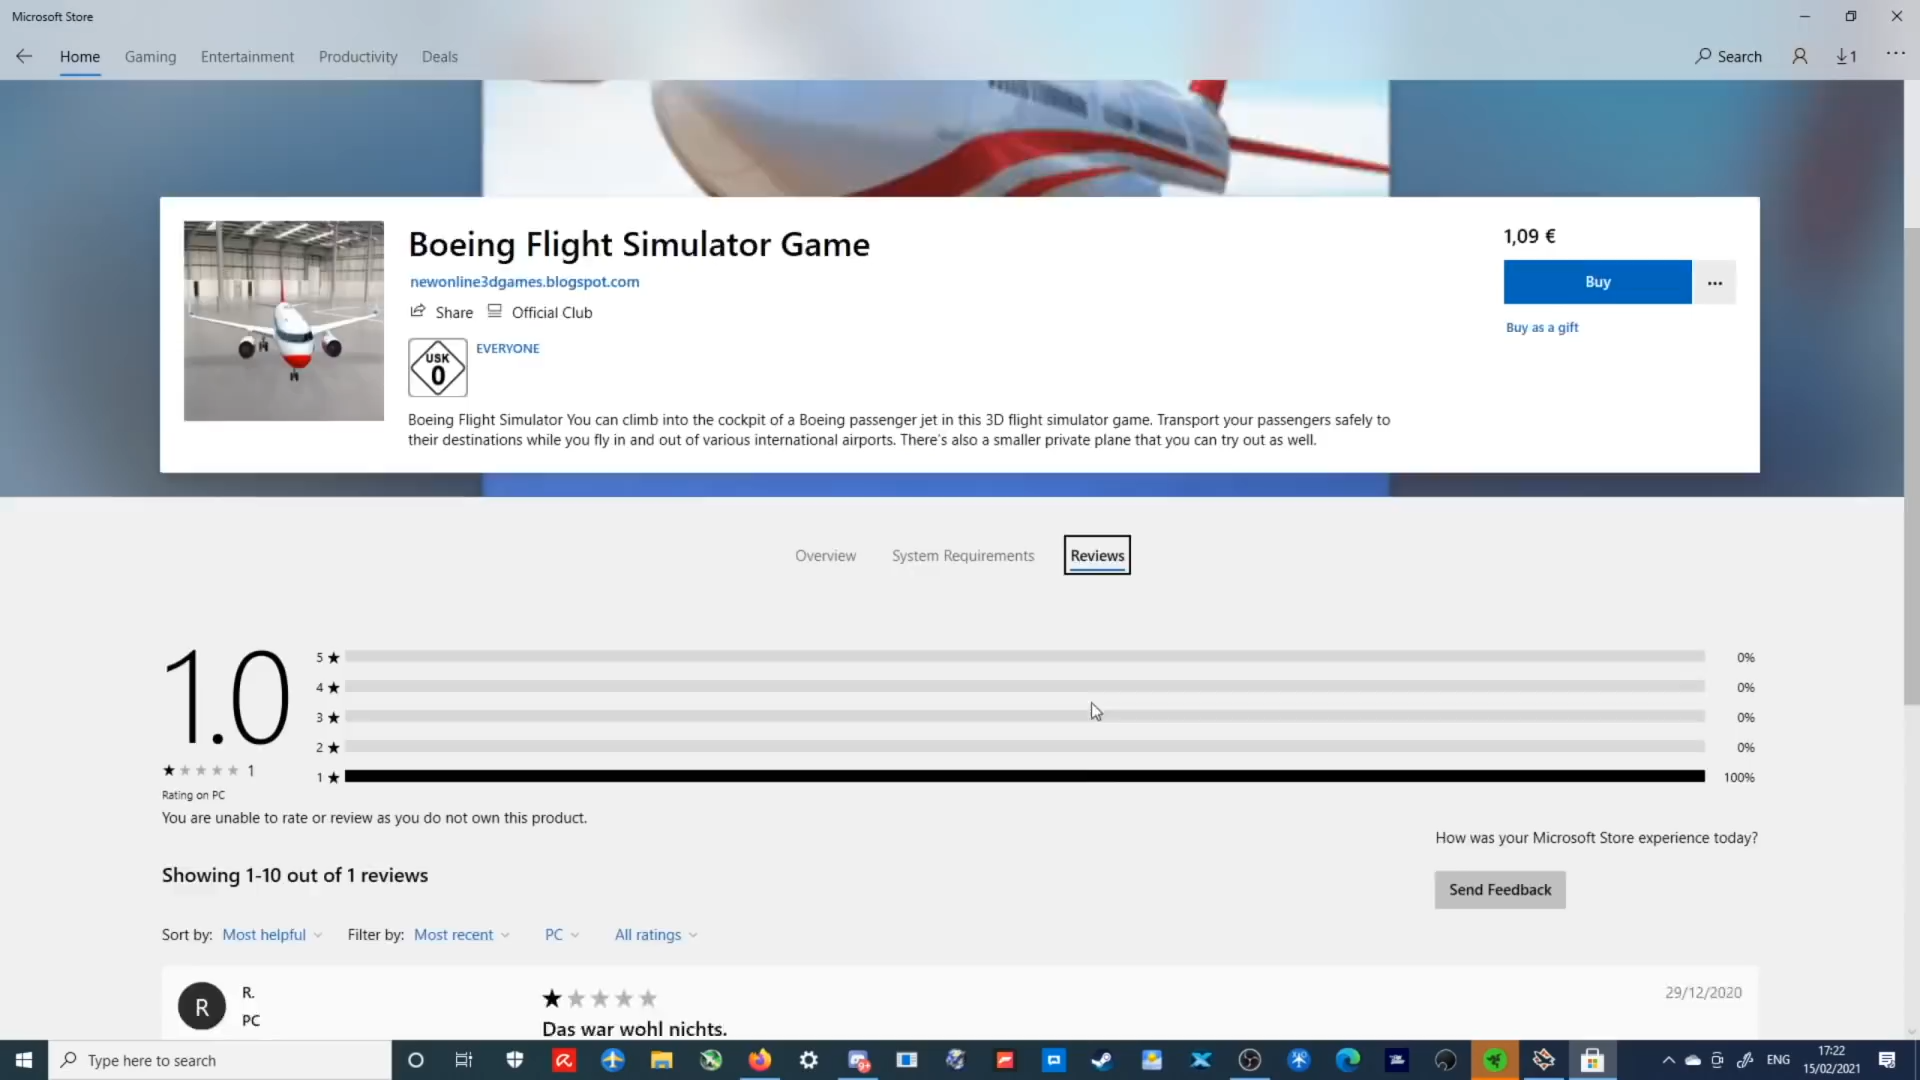 Microsoft Store
Home Gaming Entertainment Productivity Deals
Search 1
Boeing Flight Simulator Game
newonline3dgames.blogspot.com
Share Official Club
USK
0
EVERYONE
Boeing Flight Simulator You can climb into the cockpit of a Boeing passenger jet in this 3D flight simulator game. Transport your passengers safely to
their destinations while you fly in and out of various international airports. There's also a smaller private plane that you can try out as well.
1,09 €
Buy
Buy as a gift
Overview System Requirements Reviews
1.0
1
Rating on PC
5 ★ 0%
4 ★ 0%
3 ★ 0%
2 ★ 0%
1 ★ 100%
You are unable to rate or review as you do not own this product.
How was your Microsoft Store experience today?
Send Feedback
Showing 1-10 out of 1 reviews
Sort by: Most helpful Filter by: Most recent PC All ratings
R
R.
PC
Das war wohl nichts.
29/12/2020
Type here to search
9+
ENG
17:22
15/02/2021